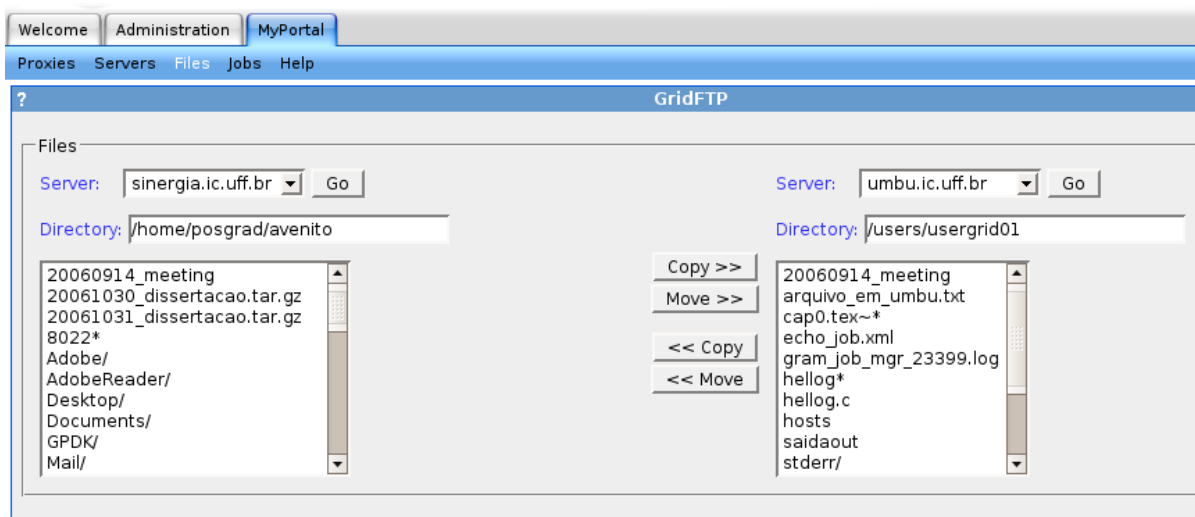 Welcome Administration MyPortal
Proxies Servers Files Jobs Help
? GridFTP
Files
Server: sinergia.ic.uff.br Go
Directory: /home/posgrad/avenito
20060914_meeting
20061030_dissertacao.tar.gz
20061031_dissertacao.tar.gz
8022*
Adobe/
AdobeReader/
Desktop/
Documents/
GPDK/
Mail/
Copy >>
Move >>
<< Copy
<< Move
Server: umbu.ic.uff.br Go
Directory: /users/usergrid01
20060914_meeting
arquivo_em_umbu.txt
cap0.tex~*
echo_job.xml
gram_job_mgr_23399.log
hellog*
hellog.c
hosts
saidaout
stderr/